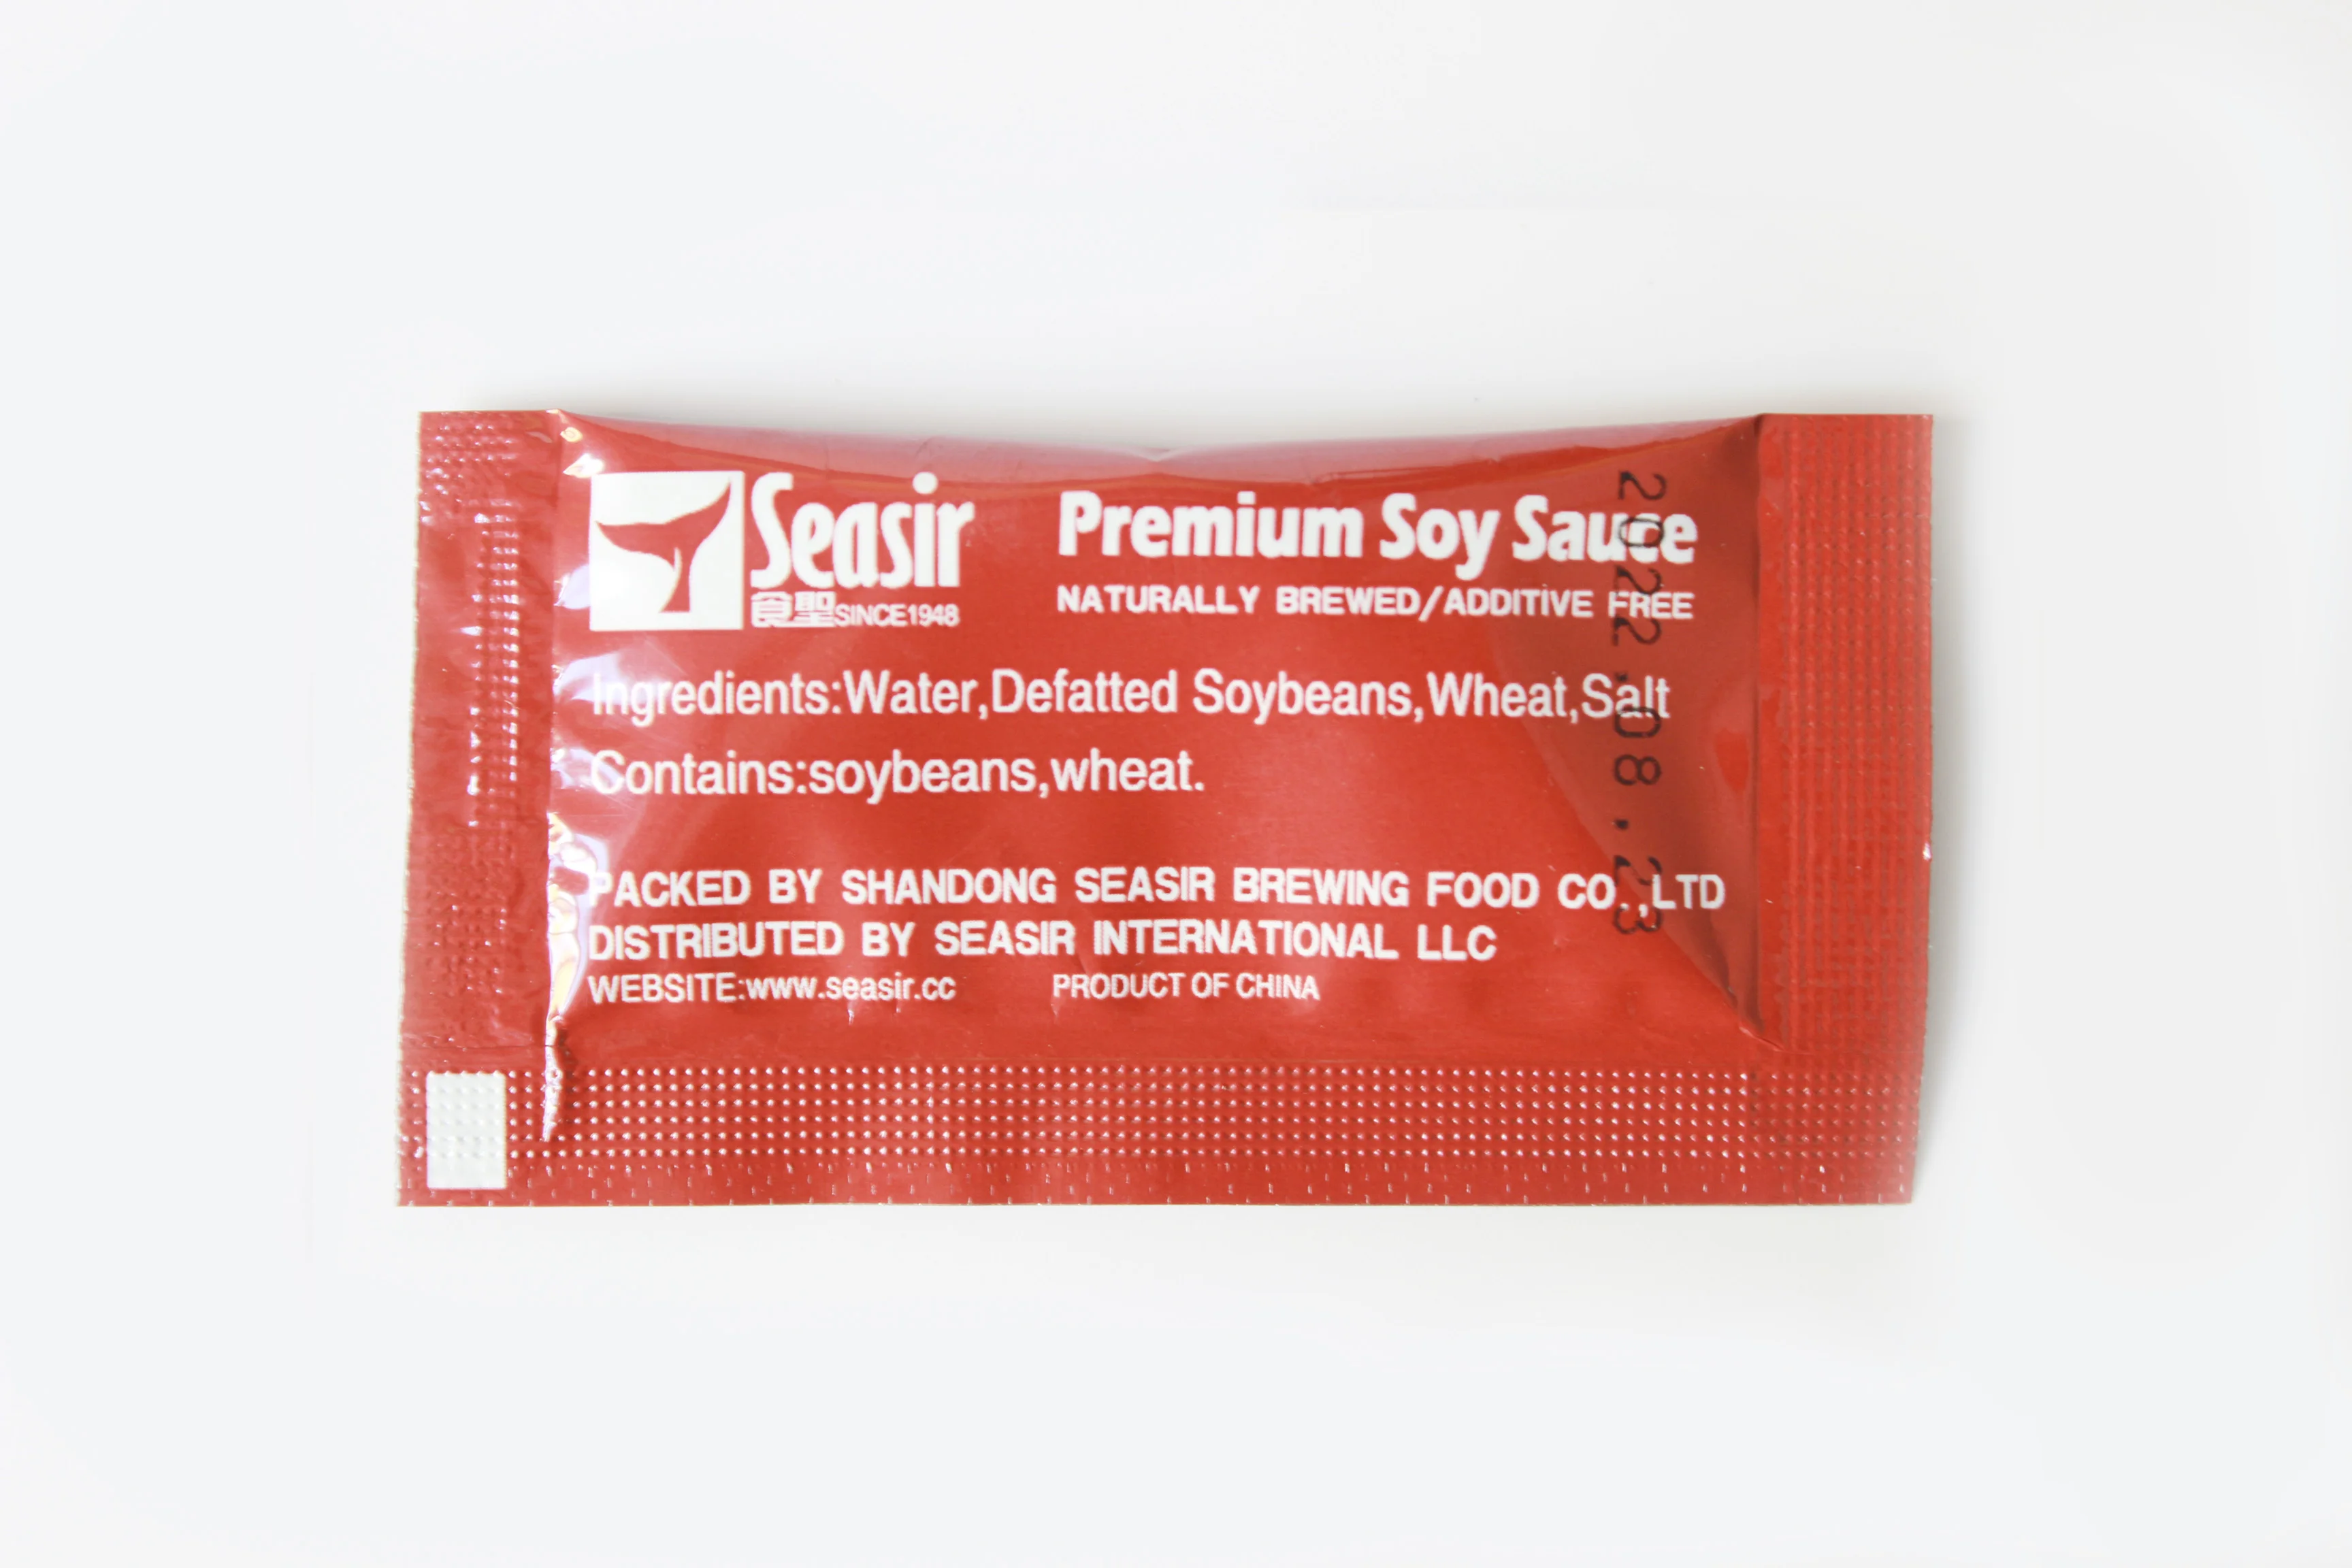 Seasir
食聖SINCE1948
Premium Soy Sauce
NATURALLY BREWED/ADDITIVE FREE
Ingredients:Water,Defatted Soybeans,Wheat,Salt
Contains:soybeans,wheat.
PACKED BY SHANDONG SEASIR BREWING FOOD CO.,LTD
DISTRIBUTED BY SEASIR INTERNATIONAL LLC
WEBSITE:www.seasir.cc PRODUCT OF CHINA
2022.08.23